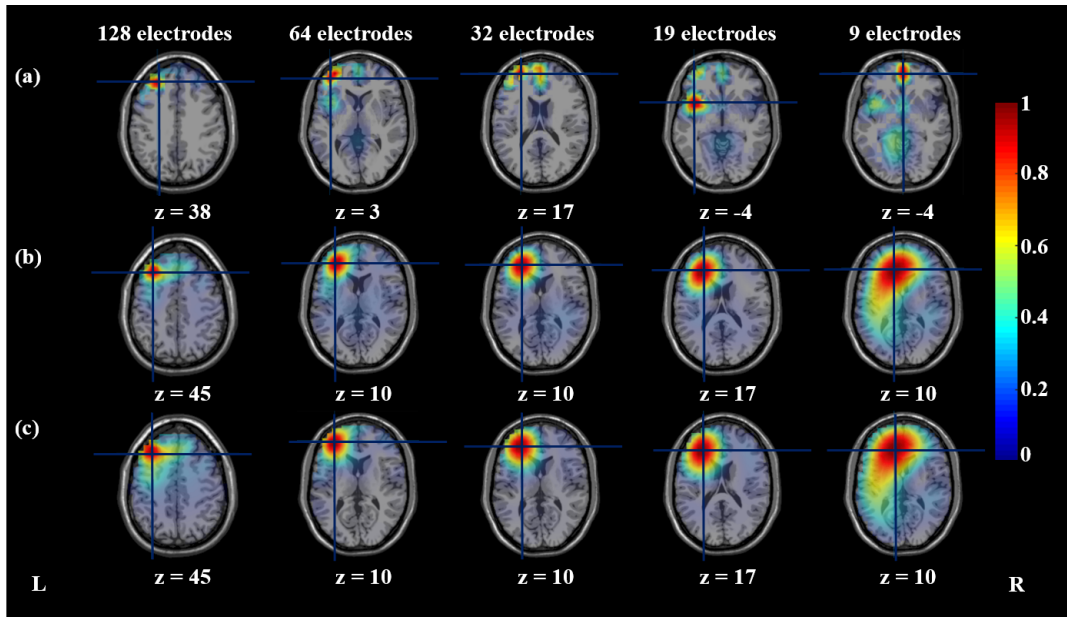 128 electrodes 64 electrodes 32 electrodes 19 electrodes 9 electrodes
(a)
z = 38 z = 3 z = 17 z = -4 z = -4
(b)
z = 45 z = 10 z = 10 z = 17 z = 10
(c)
z = 45 z = 10 z = 10 z = 17 z = 10
L R
1
0.8
0.6
0.4
0.2
0